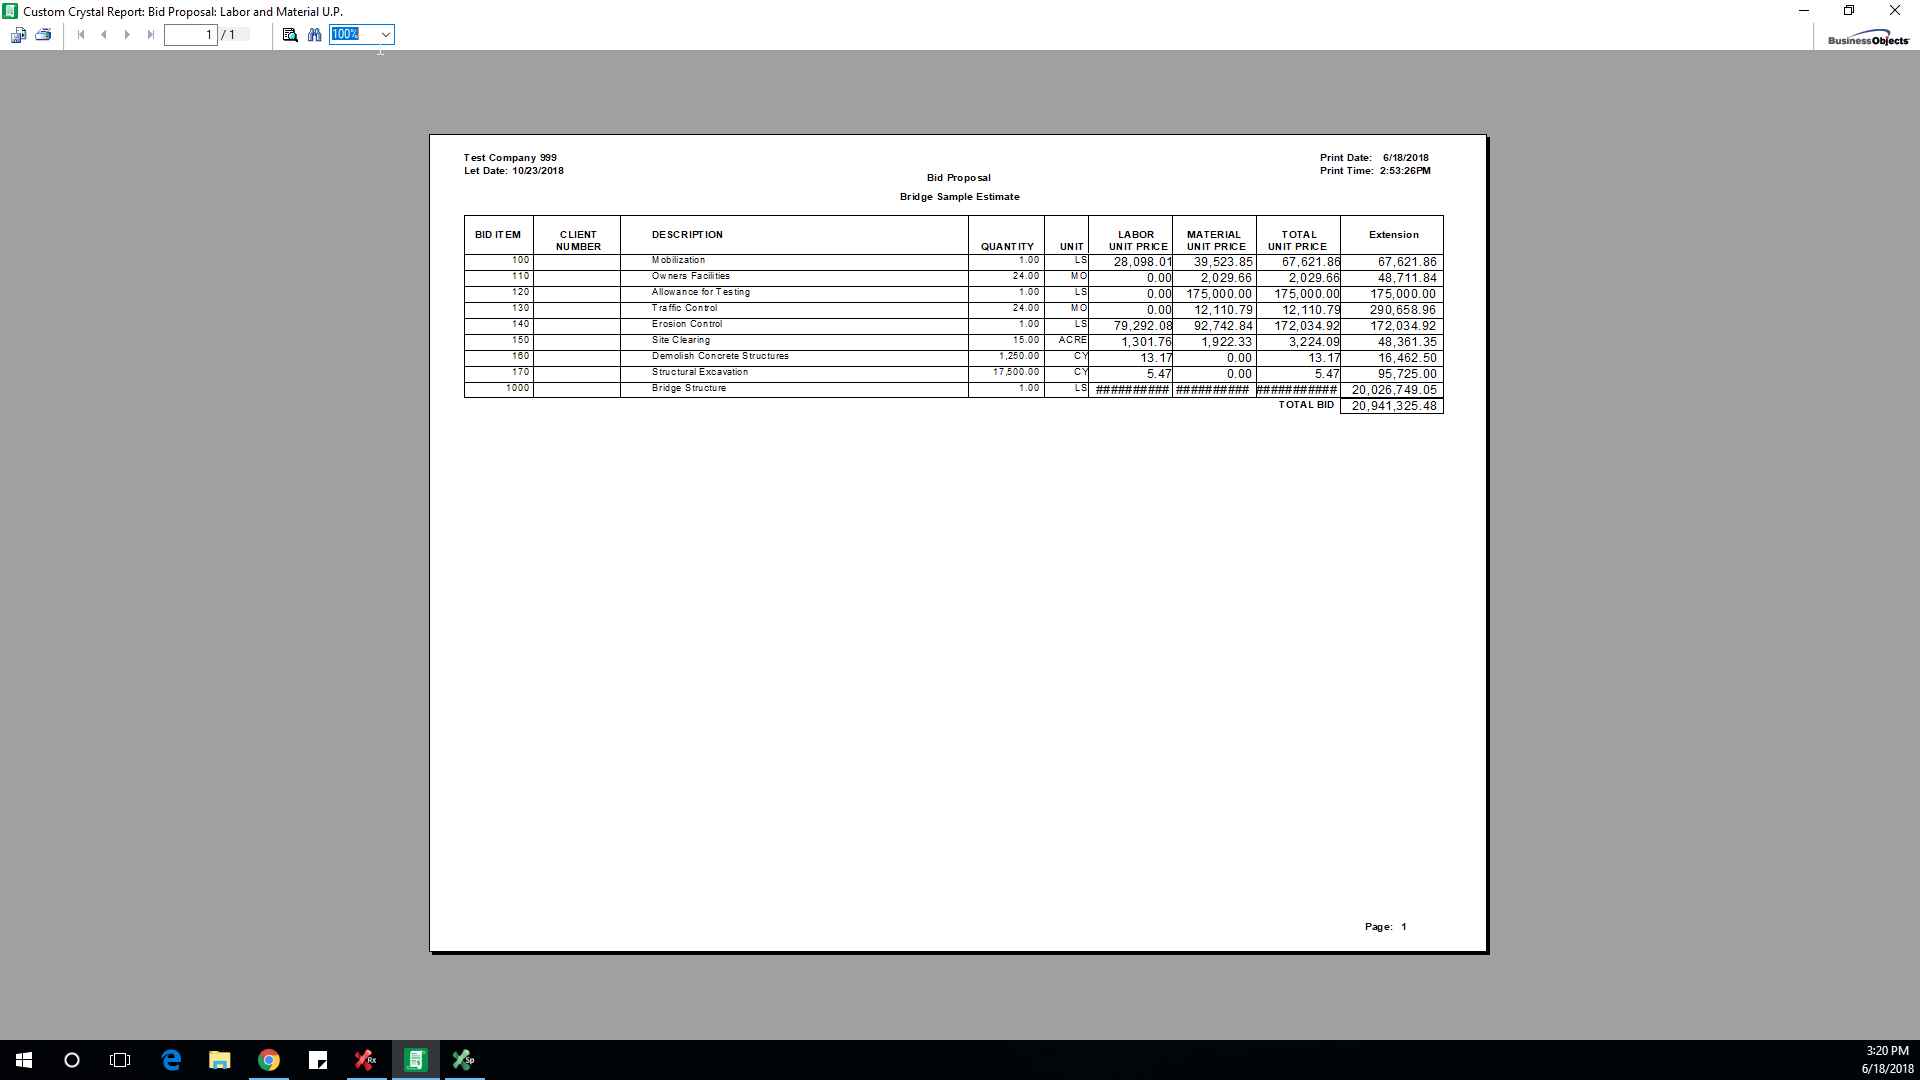 Custom Crystal Report: Bid Proposal: Labor and Material U.P.
1 / 1 100%
BusinessObjects
Test Company 999 Print Date: 6/18/2018
Let Date: 10/23/2018 Print Time: 2:53:26PM
Bid Proposal
Bridge Sample Estimate
BID ITEM CLIENT NUMBER DESCRIPTION QUANTITY UNIT LABOR UNIT PRICE MATERIAL UNIT PRICE TOTAL UNIT PRICE Extension
100 Mobilization 1.00 LS 28,098.01 39,523.85 67,621.86 67,621.86
110 Owners Facilities 24.00 MO 0.00 2,029.66 2,029.66 48,711.84
120 Allowance for Testing 1.00 LS 0.00 175,000.00 175,000.00 175,000.00
130 Traffic Control 24.00 MO 0.00 12,110.79 12,110.79 290,658.96
140 Erosion Control 1.00 LS 79,292.08 92,742.84 172,034.92 172,034.92
150 Site Clearing 15.00 ACRE 1,301.76 1,922.33 3,224.09 48,361.35
160 Demolish Concrete Structures 1,250.00 CY 13.17 0.00 13.17 16,462.50
170 Structural Excavation 17,500.00 CY 5.47 0.00 5.47 95,725.00
1000 Bridge Structure 1.00 LS ########## ########## ########### 20,026,749.05
TOTAL BID 20,941,325.48
Page: 1
Rx
Sp
3:20 PM
6/18/2018